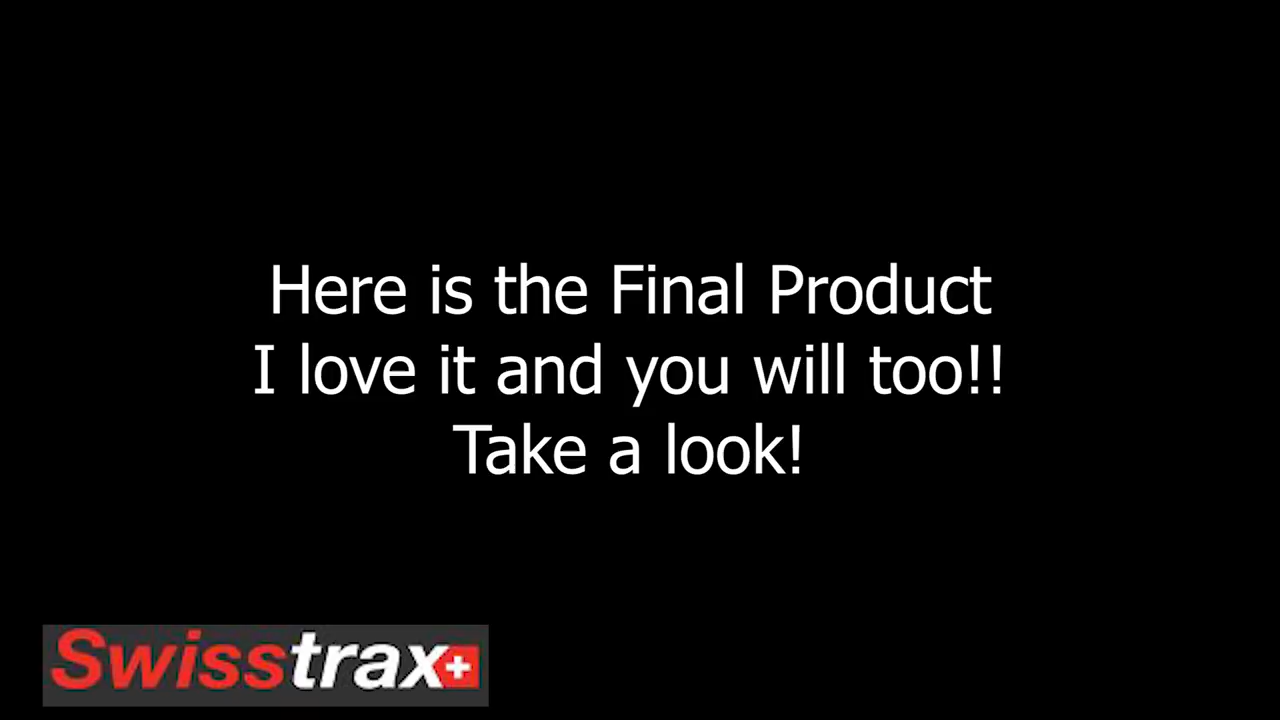 Here is the Final Product
I love it and you will too!!
Take a look!
Swisstrax